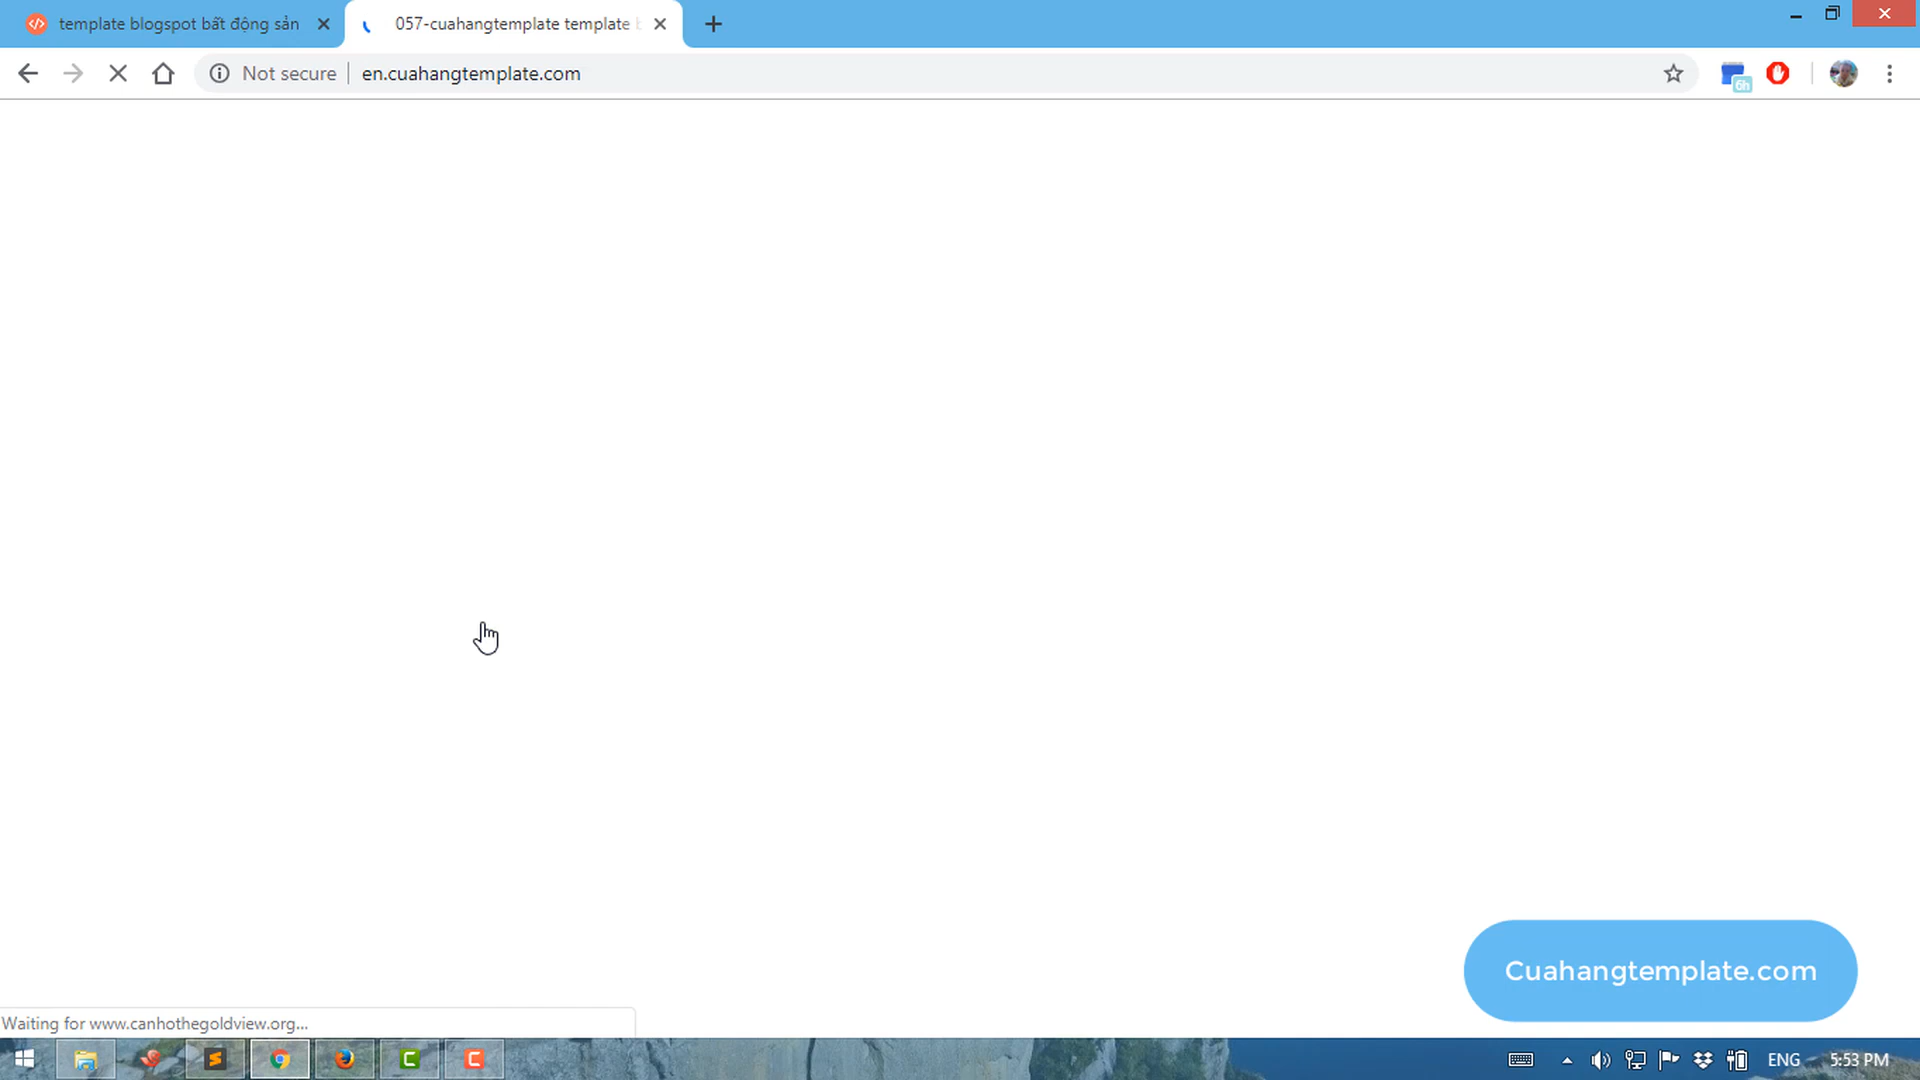 template blogspot bất động sản
057-cuahangtemplate template b
Not secure
en.cuahangtemplate.com
6h
Cuahangtemplate.com
Waiting for www.canhothegoldview.org...
ENG
5:53 PM